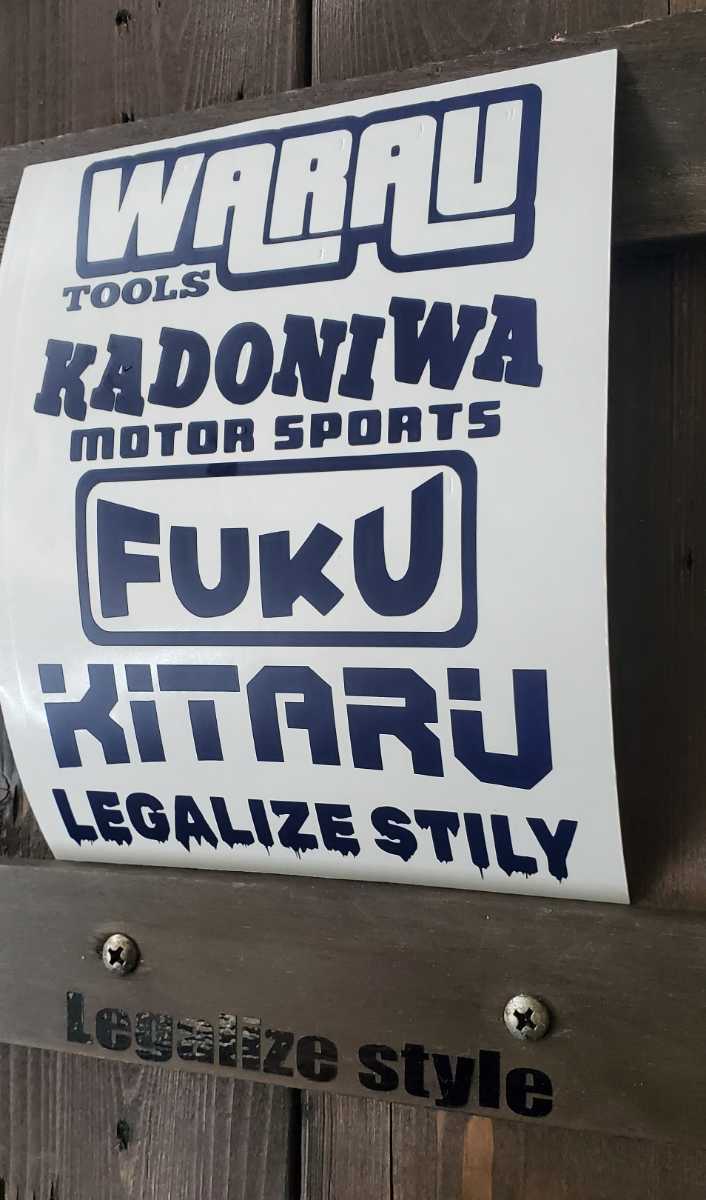 WARAU
TOOLS
KADONIWA
MOTOR SPORTS
FUKU
KITARU
LEGALIZE STILY
Legalize style